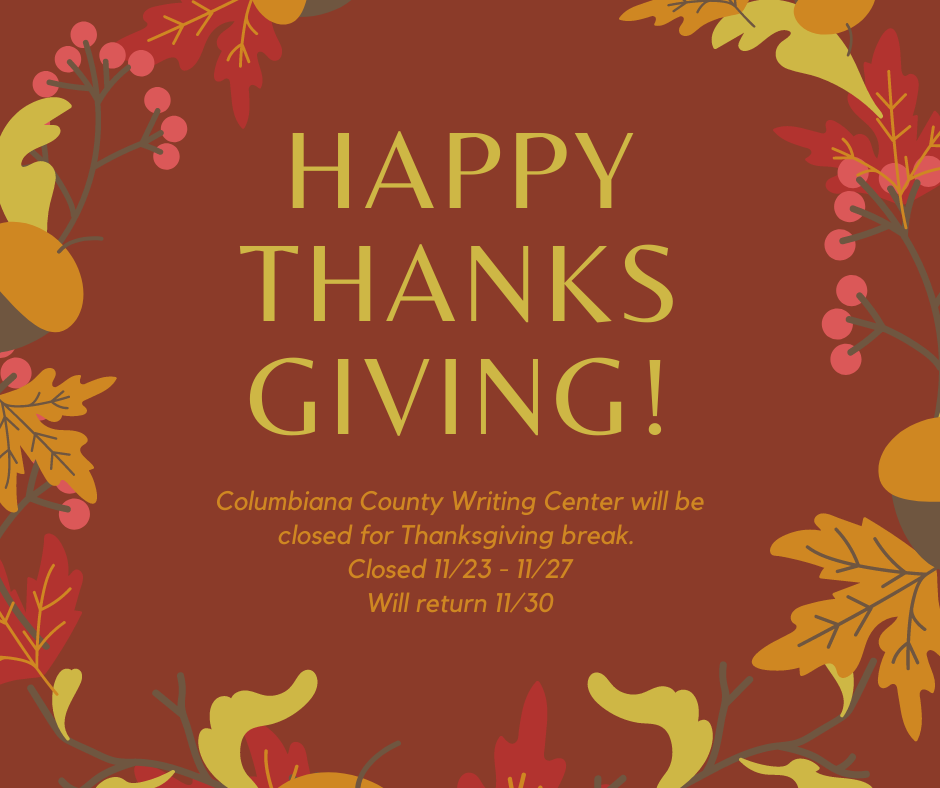 HAPPY
THANKS
GIVING!
Columbiana County Writing Center will be
closed for Thanksgiving break.
Closed 11/23 - 11/27
Will return 11/30